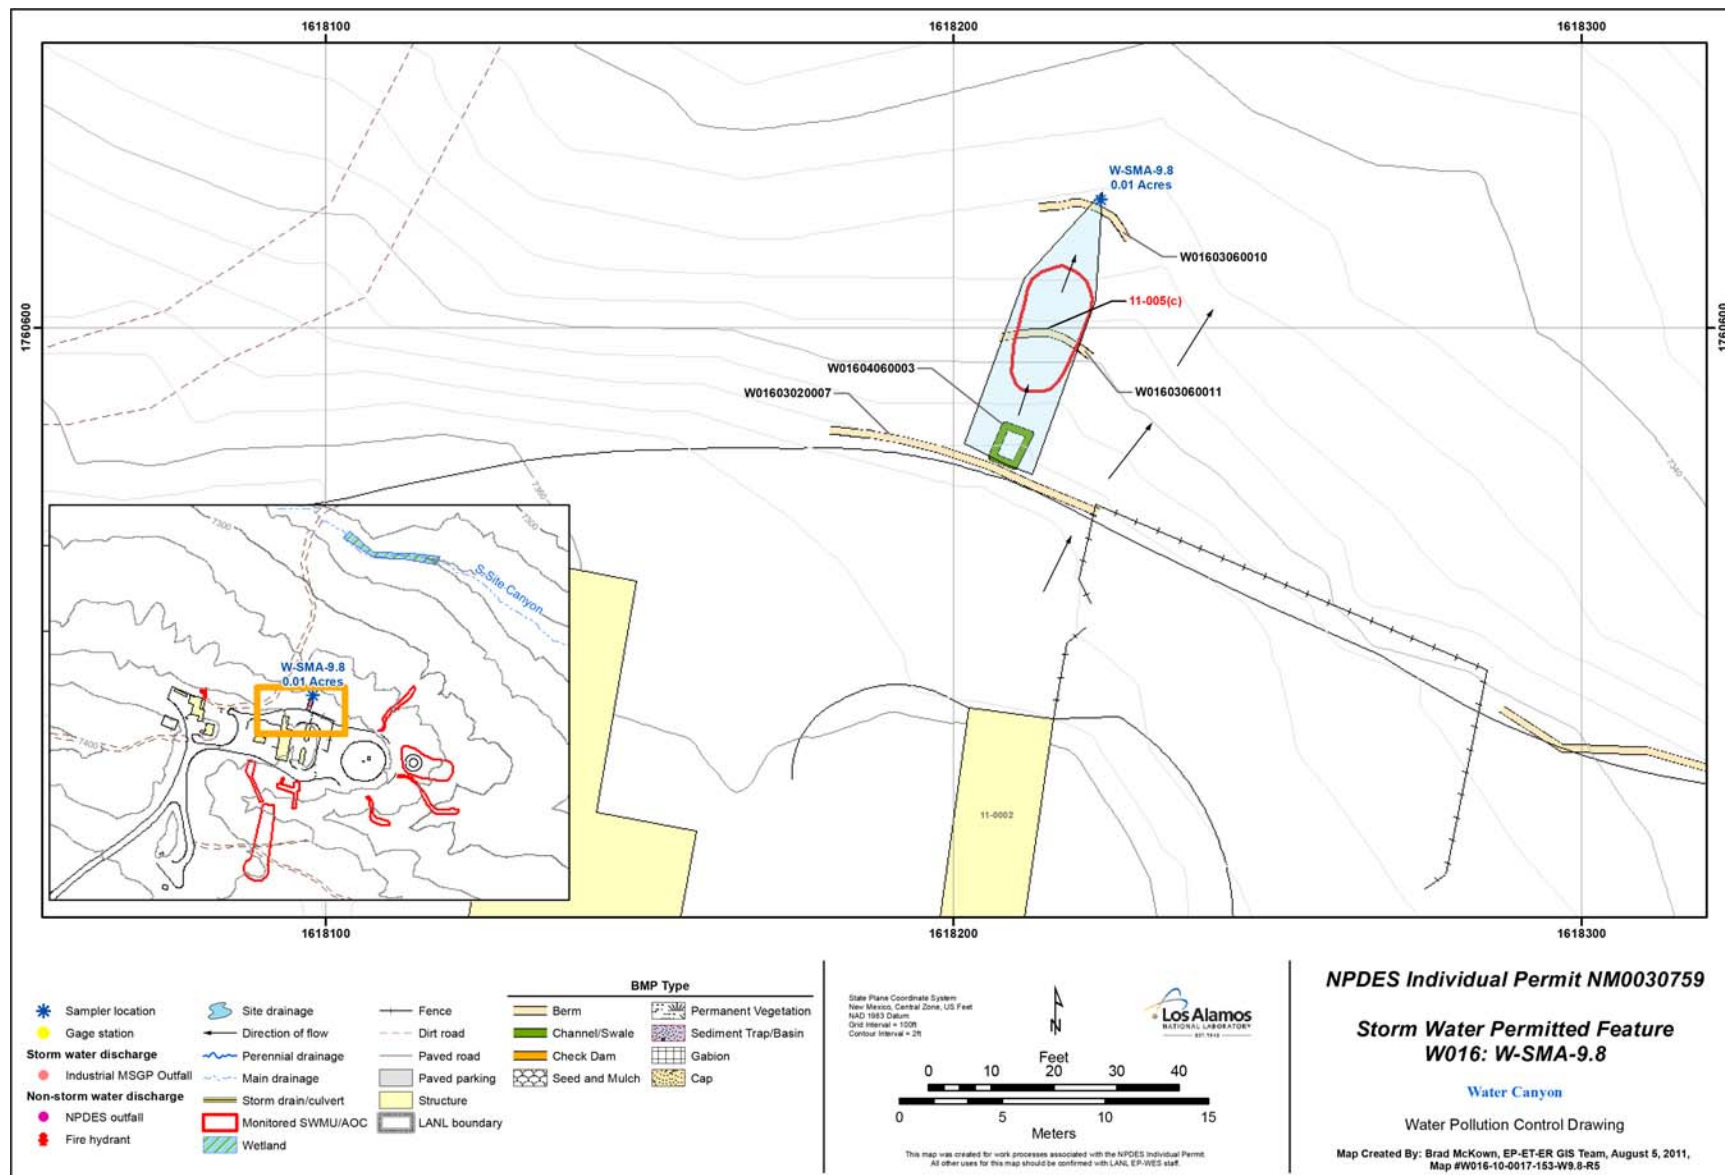 1618100
1618200
1618300
W-SMA-9.8
0.01 Acres
W01603060010
11-005(c)
1760600
1760600
W01604060003
W01603020007
W01603060011
7340
7360
7300
7300
S-Site Canyon
W-SMA-9.8
0.01 Acres
7400
11-0002
1618100
1618200
1618300
Sampler location
Gage station
Storm water discharge
Industrial MSGP Outfall
Non-storm water discharge
NPDES outfall
Fire hydrant
Site drainage
Direction of flow
Perennial drainage
Main drainage
Storm drain/culvert
Monitored SWMU/AOC
Wetland
Fence
Dirt road
Paved road
Paved parking
Structure
LANL boundary
BMP Type
Berm
Channel/Swale
Check Dam
Seed and Mulch
Permanent Vegetation
Sediment Trap/Basin
Gabion
Cap
State Plane Coordinate System
New Mexico, Central Zone, US Feet
NAD 1983 Datum
Grid Interval = 100ft
Contour Interval = 2ft
N
Los Alamos
NATIONAL LABORATORY
EST. 1943
Feet
0 10 20 30 40
0 5 10 15
Meters
This map was created for work processes associated with the NPDES Individual Permit.
All other uses for this map should be confirmed with LANL EP-WES staff.
NPDES Individual Permit NM0030759
Storm Water Permitted Feature
W016: W-SMA-9.8
Water Canyon
Water Pollution Control Drawing
Map Created By: Brad McKown, EP-ET-ER GIS Team, August 5, 2011,
Map #W016-10-0017-153-W9.8-R5